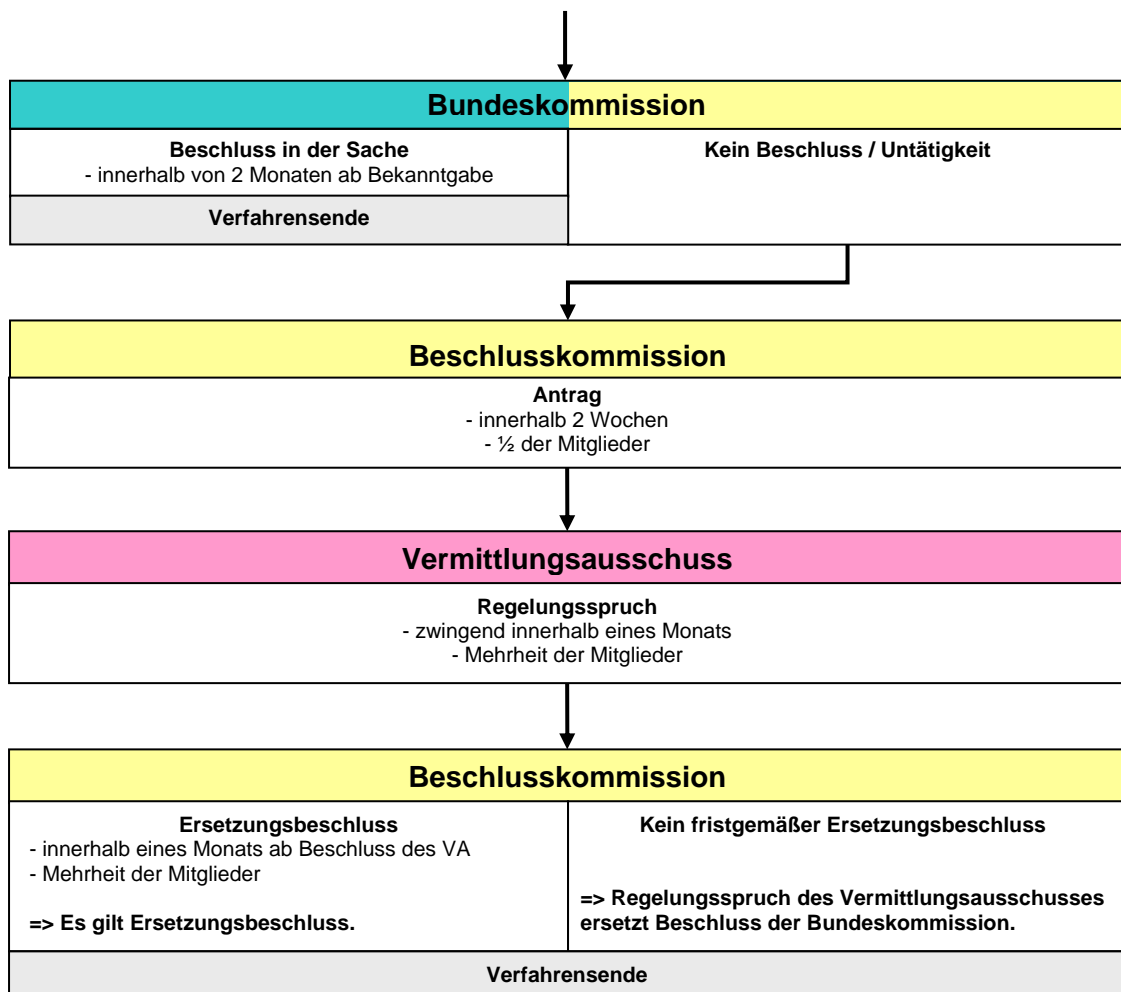 Bundeskommission
Beschluss in der Sache
- innerhalb von 2 Monaten ab Bekanntgabe
Verfahrensende
Kein Beschluss / Untätigkeit
Beschlusskommission
Antrag
- innerhalb 2 Wochen
- ½ der Mitglieder
Vermittlungsausschuss
Regelungsspruch
- zwingend innerhalb eines Monats
- Mehrheit der Mitglieder
Beschlusskommission
Ersetzungsbeschluss
- innerhalb eines Monats ab Beschluss des VA
- Mehrheit der Mitglieder
=> Es gilt Ersetzungsbeschluss.
Kein fristgemäßer Ersetzungsbeschluss
=> Regelungsspruch des Vermittlungsausschusses
ersetzt Beschluss der Bundeskommission.
Verfahrensende